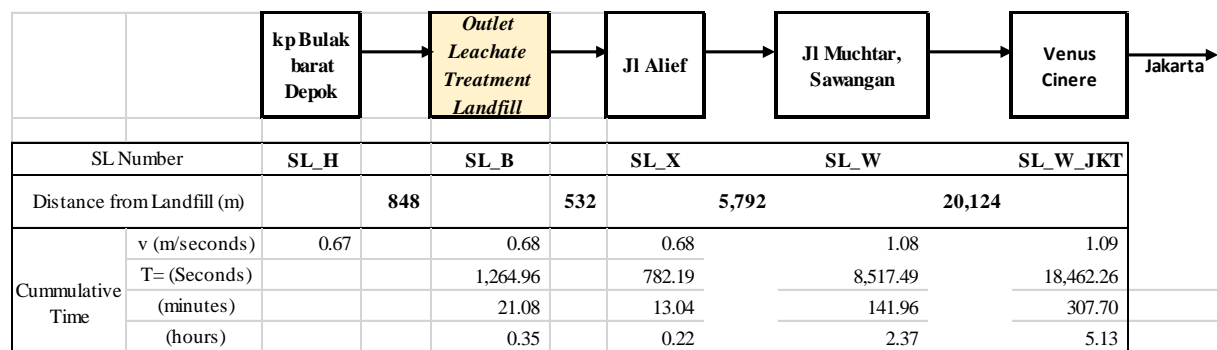 kp Bulak
barat
Depok
Outlet
Leachate
Treatment
Landfill
Jl Alief
Jl Muchtar,
Sawangan
Venus
Cinere
Jakarta
SL Number SL_H SL_B SL_X SL_W SL_W_JKT
Distance from Landfill (m) 848 532 5,792 20,124
Cummulative
Time
v (m/seconds) 0.67 0.68 0.68 1.08 1.09
T= (Seconds) 1,264.96 782.19 8,517.49 18,462.26
(minutes) 21.08 13.04 141.96 307.70
(hours) 0.35 0.22 2.37 5.13